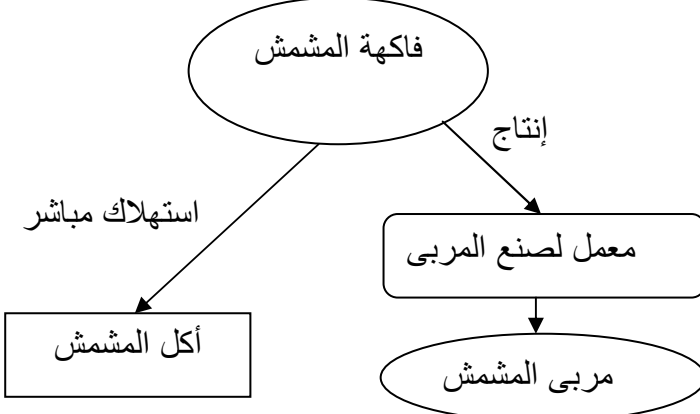 فاكهة المشمش
إنتاج
استهلاك مباشر
معمل لصنع المربى
أكل المشمش
مربى المشمش